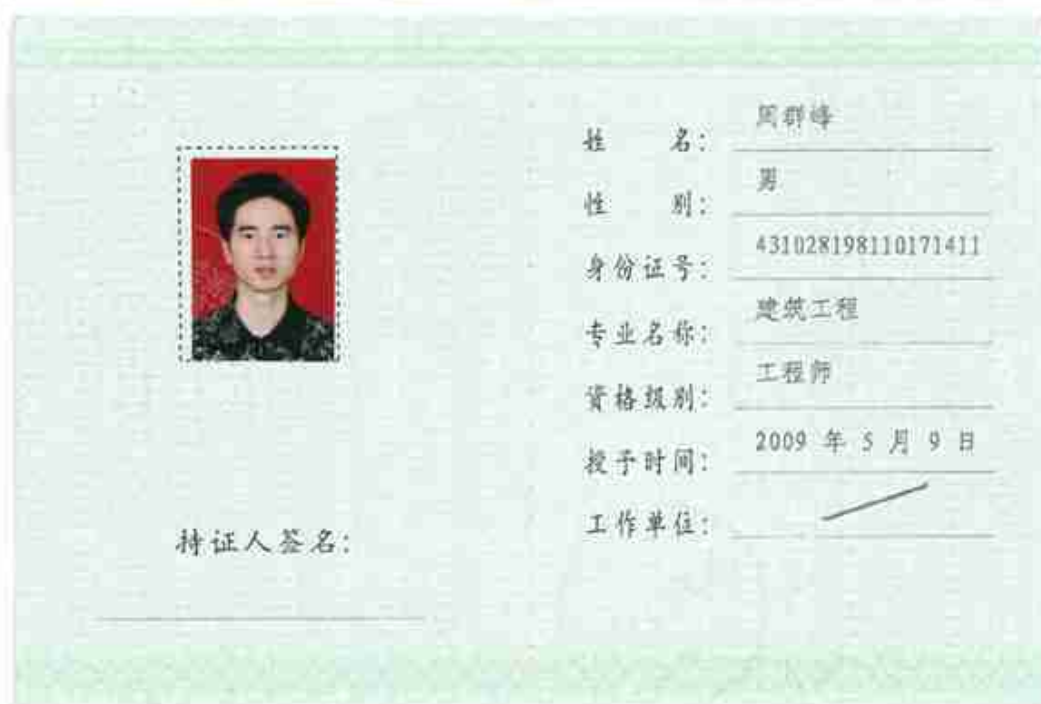 姓名：周群峰
性别：男
身份证号：431028198110171411
专业名称：建筑工程
资格级别：工程师
授予时间：2009 年 5 月 9 日
工作单位：
持证人签名：